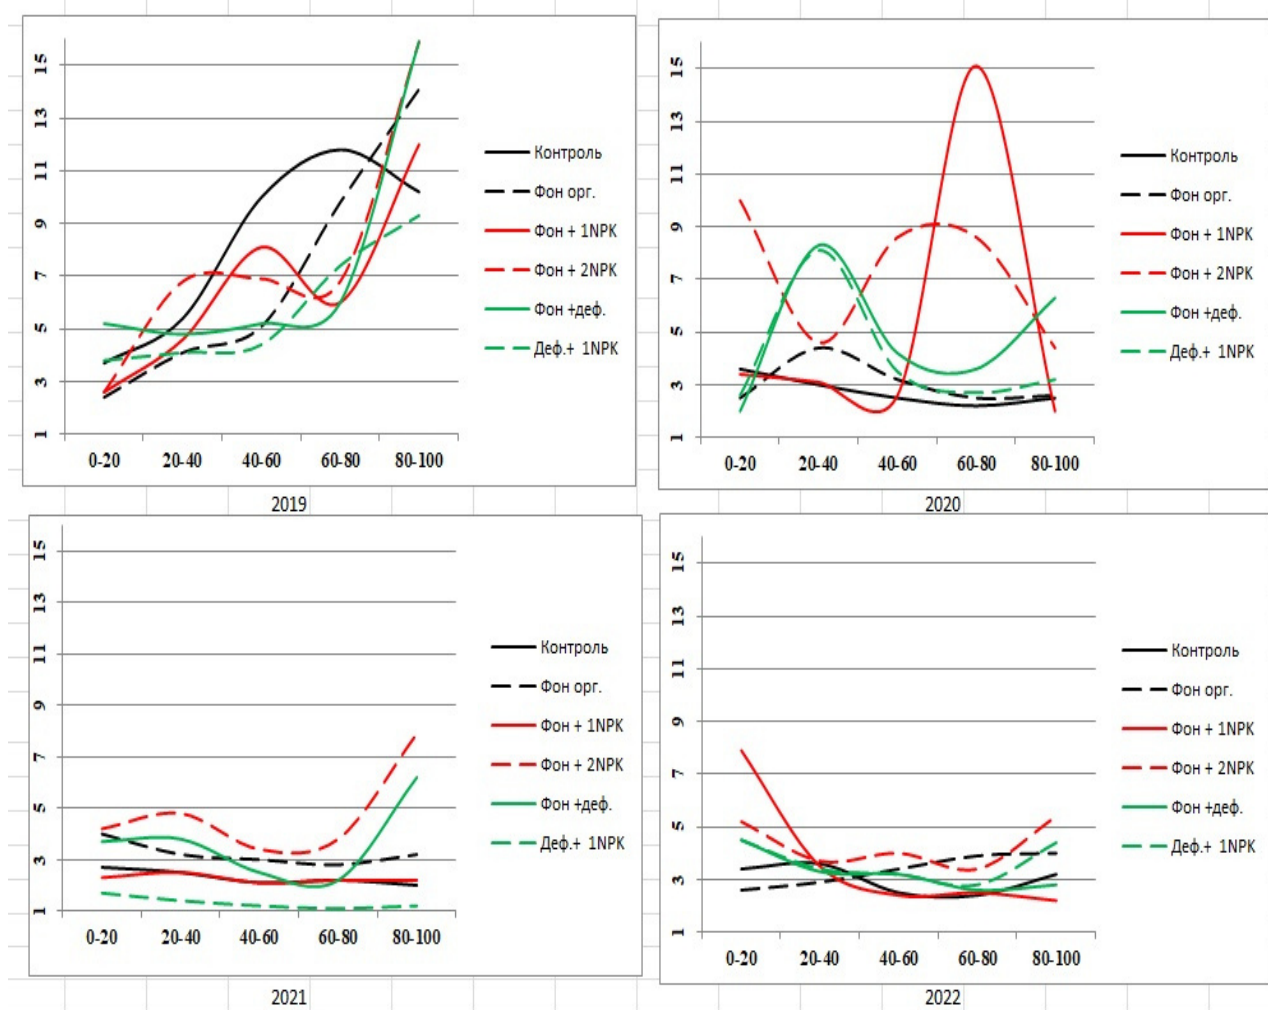 15
13
11
9
7
5
3
1
0-20 20-40 40-60 60-80 80-100
Контроль
Фон орг.
Фон + 1NPK
Фон + 2NPK
Фон +деф.
Деф.+ 1NPK
2019
15
13
11
9
7
5
3
1
0-20 20-40 40-60 60-80 80-100
Контроль
Фон орг.
Фон + 1NPK
Фон + 2NPK
Фон +деф.
Деф.+ 1NPK
2020
15
13
11
9
7
5
3
1
0-20 20-40 40-60 60-80 80-100
Контроль
Фон орг.
Фон + 1NPK
Фон + 2NPK
Фон +деф.
Деф.+ 1NPK
2021
15
13
11
9
7
5
3
1
0-20 20-40 40-60 60-80 80-100
Контроль
Фон орг.
Фон + 1NPK
Фон + 2NPK
Фон +деф.
Деф.+ 1NPK
2022